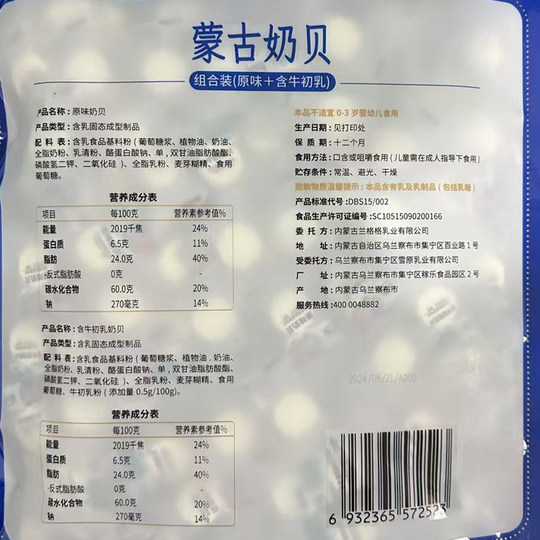 蒙古奶贝
组合装(原味＋含牛初乳)
产品名称：原味奶贝
产品类型：含乳固态成型制品
配 料 表：含乳食品基料粉 ( 葡萄糖浆、植物油、奶油、
全脂奶粉、乳清粉、酪蛋白酸钠、单，双甘油脂肪酸酯、
磷酸氢二钾、二氧化硅 ) 、全脂乳粉、麦芽糊精、食用
葡萄糖。
营养成分表
项目 每100克 营养素参考值%
能量 2019千焦 24%
蛋白质 6.5克 11%
脂肪 24.0克 40%
-反式脂肪酸 0克 -
碳水化合物 60.0克 20%
钠 270毫克 14%
产品名称：含牛初乳奶贝
产品类型：含乳固态成型制品
配 料 表：含乳食品基料粉 ( 葡萄糖浆、植物油、奶油、
全脂奶粉、乳清粉、酪蛋白酸钠、单，双甘油脂肪酸酯、
磷酸氢二钾、二氧化硅 ) 、全脂乳粉、麦芽糊精、食用
葡萄糖、牛初乳粉 ( 添加量 0.5g/100g)。
营养成分表
项目 每100克 营养素参考值%
能量 2019千焦 24%
蛋白质 6.5克 11%
脂肪 24.0克 40%
-反式脂肪酸 0克 -
碳水化合物 60.0克 20%
钠 270毫克 14%
本品不适宜 0-3 岁婴幼儿食用
生产日期：见打印处
保 质 期：十二个月
食用方法：口含或咀嚼食用 ( 儿童需在成人指导下食用 )
贮存条件：常温、避光、干燥
致敏物质温馨提示：本品含有乳及乳制品 ( 包括乳糖 )
产品标准代号：DBS15/002
食品生产许可证编号：SC10515090200166
委 托 方：内蒙古兰格格乳业有限公司
地 址：内蒙古自治区乌兰察布市集宁区百业路 1 号
受委托方：乌兰察布市集宁区雪原乳业有限公司
厂 址：内蒙古乌兰察布市集宁区稼乐食品园区 2 号
产 地：内蒙古乌兰察布市
服务热线：400 0048882
6 932365 572523